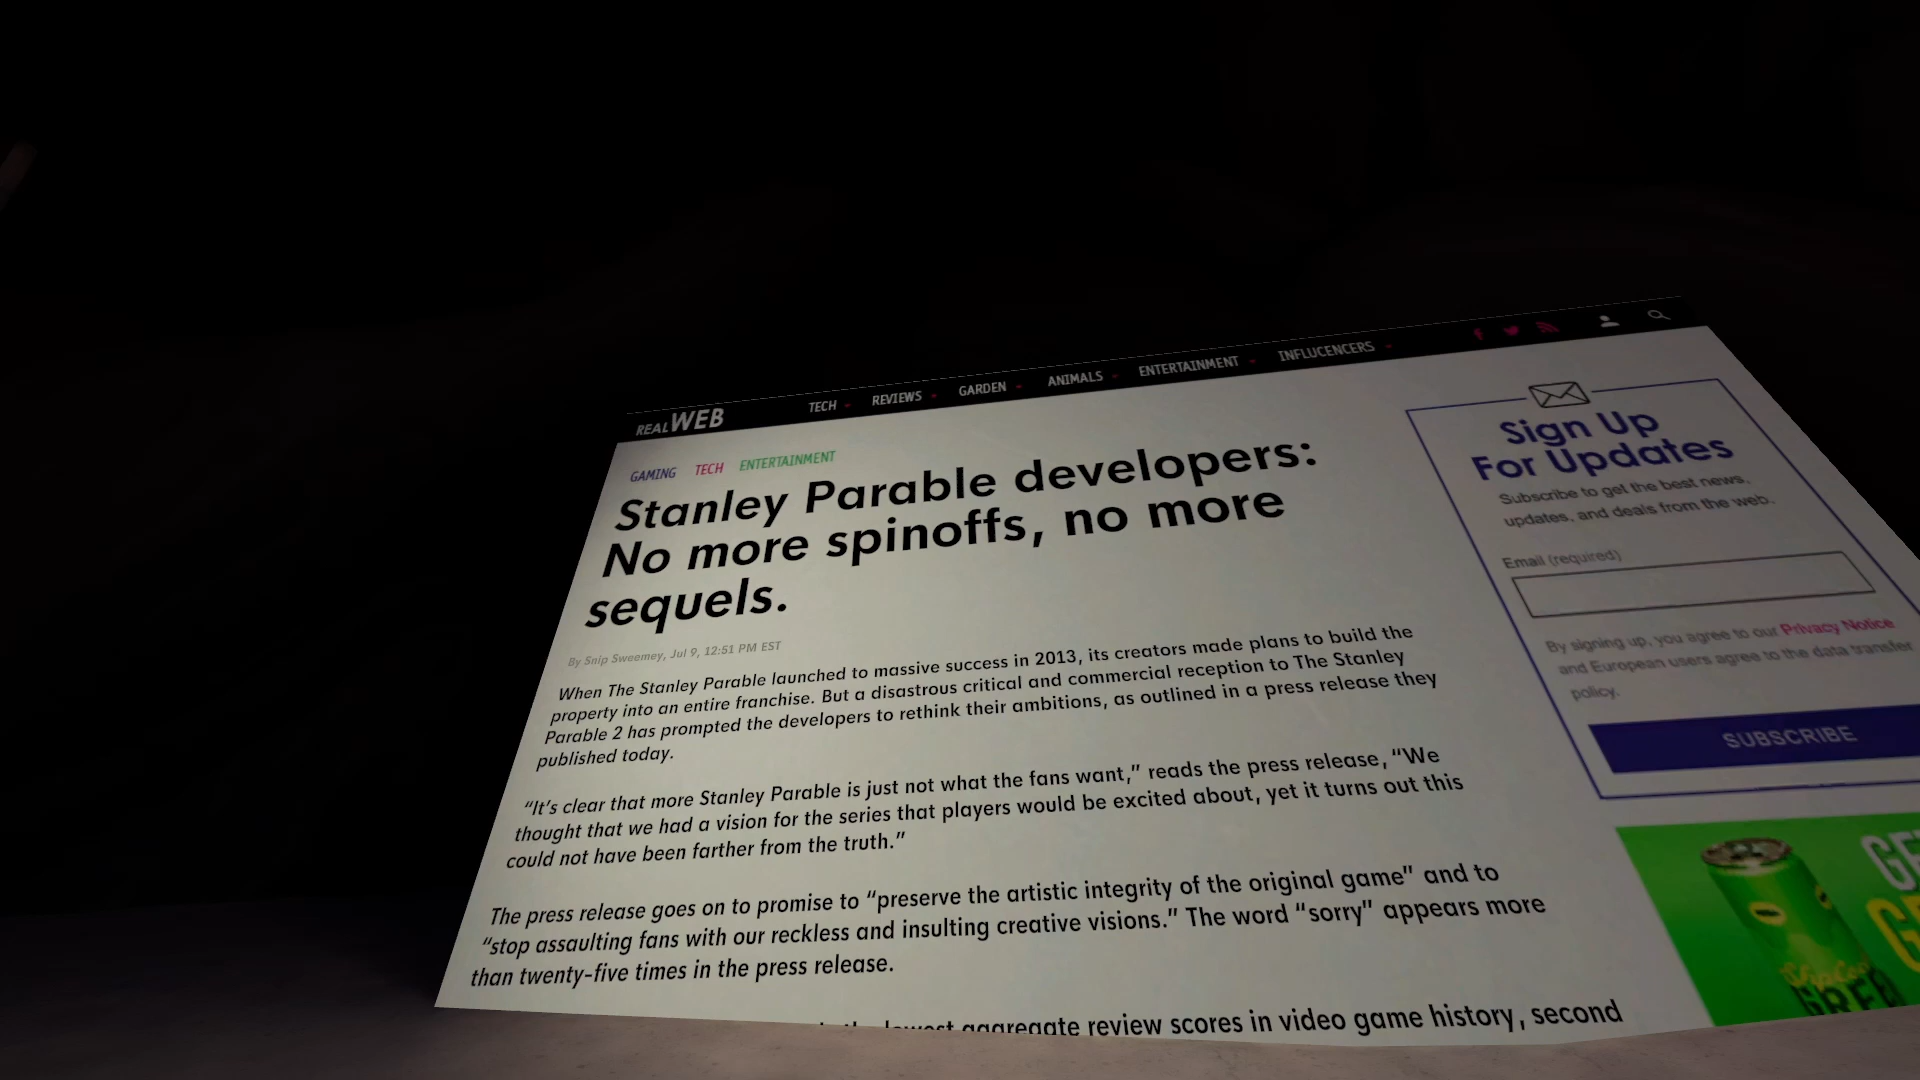 REAL WEB
TECH REVIEWS GARDEN ANIMALS ENTERTAINMENT INFLUCENCERS
GAMING TECH ENTERTAINMENT
Stanley Parable developers:
No more spinoffs, no more
sequels.
By Snip Sweeney, Jul 9, 12:51 PM EST
When The Stanley Parable launched to massive success in 2013, its creators made plans to build the
property into an entire franchise. But a disastrous critical and commercial reception to The Stanley
Parable 2 has prompted the developers to rethink their ambitions, as outlined in a press release they
published today.
“It’s clear that more Stanley Parable is just not what the fans want,” reads the press release, “We
thought that we had a vision for the series that players would be excited about, yet it turns out this
could not have been farther from the truth.”
The press release goes on to promise to “preserve the artistic integrity of the original game” and to
“stop assaulting fans with our reckless and insulting creative visions.” The word “sorry” appears more
than twenty-five times in the press release.
the lowest aggregate review scores in video game history, second
Sign Up
For Updates
Subscribe to get the best news,
updates, and deals from the web.
Email (required)
By signing up, you agree to our Privacy Notice
and European users agree to the data transfer
policy.
SUBSCRIBE